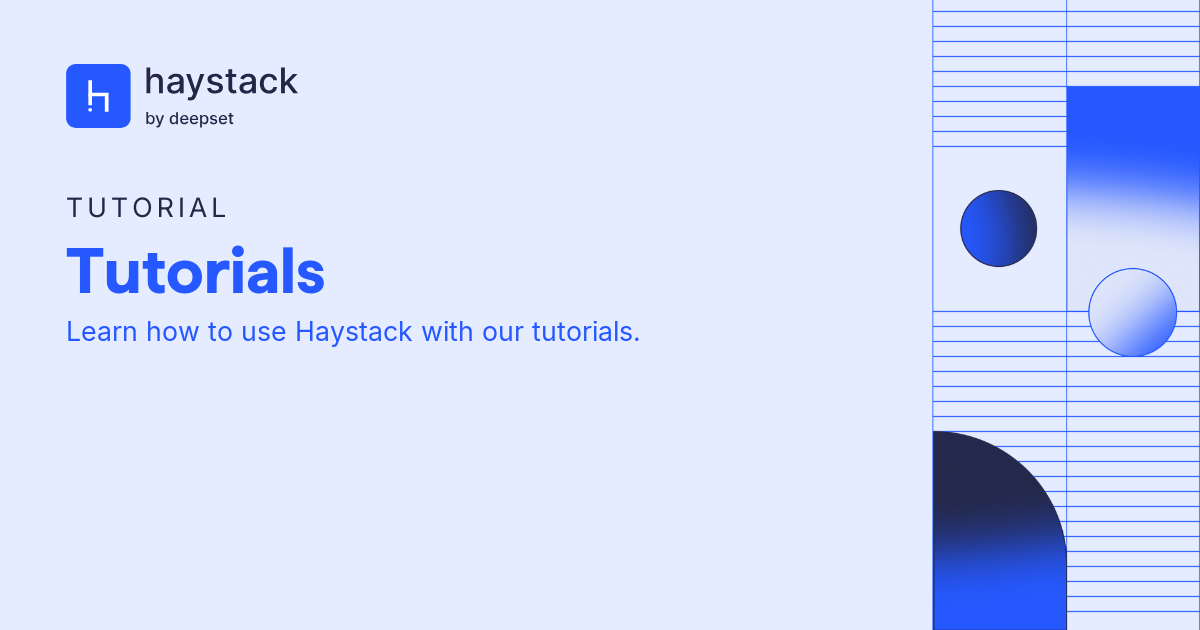 haystack
by deepset
TUTORIAL
Tutorials
Learn how to use Haystack with our tutorials.